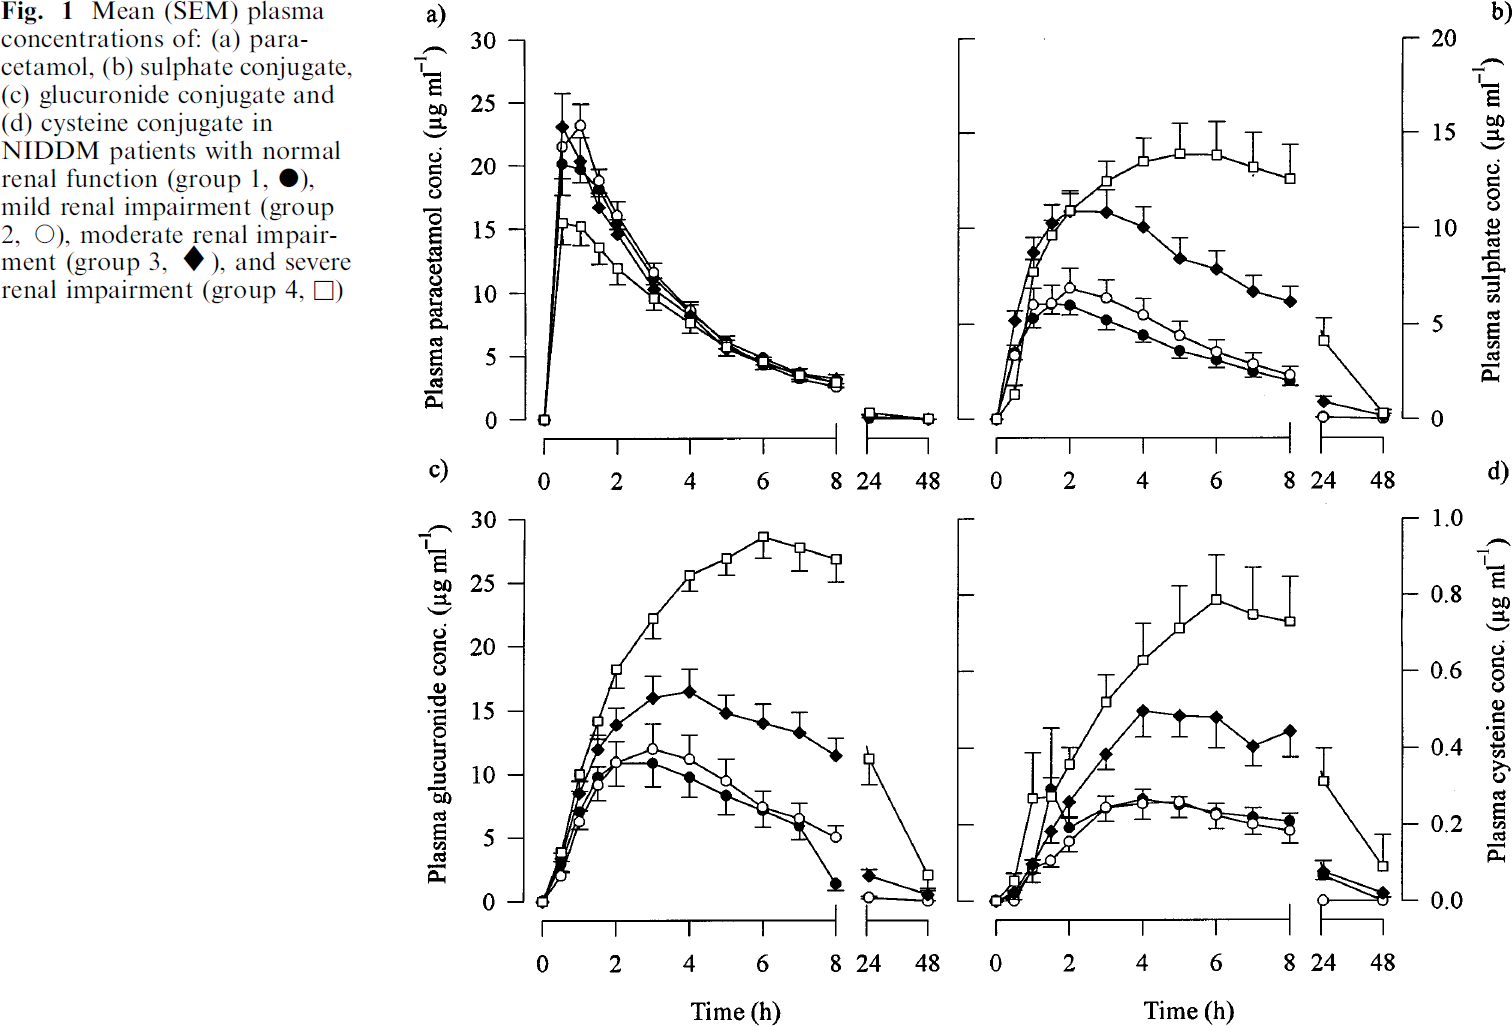 Fig. 1 Mean (SEM) plasma
concentrations of: (a) para-
cetamol, (b) sulphate conjugate,
(c) glucuronide conjugate and
(d) cysteine conjugate in
NIDDM patients with normal
renal function (group 1, ●),
mild renal impairment (group
2, ○), moderate renal impair-
ment (group 3, ◆), and severe
renal impairment (group 4, □)
a)
Plasma paracetamol conc. (µg ml⁻¹)
30
25
20
15
10
5
0
0 2 4 6 8 24 48
b)
Plasma sulphate conc. (µg ml⁻¹)
20
15
10
5
0
0 2 4 6 8 24 48
c)
Plasma glucuronide conc. (µg ml⁻¹)
30
25
20
15
10
5
0
0 2 4 6 8 24 48
Time (h)
d)
Plasma cysteine conc. (µg ml⁻¹)
1.0
0.8
0.6
0.4
0.2
0.0
0 2 4 6 8 24 48
Time (h)